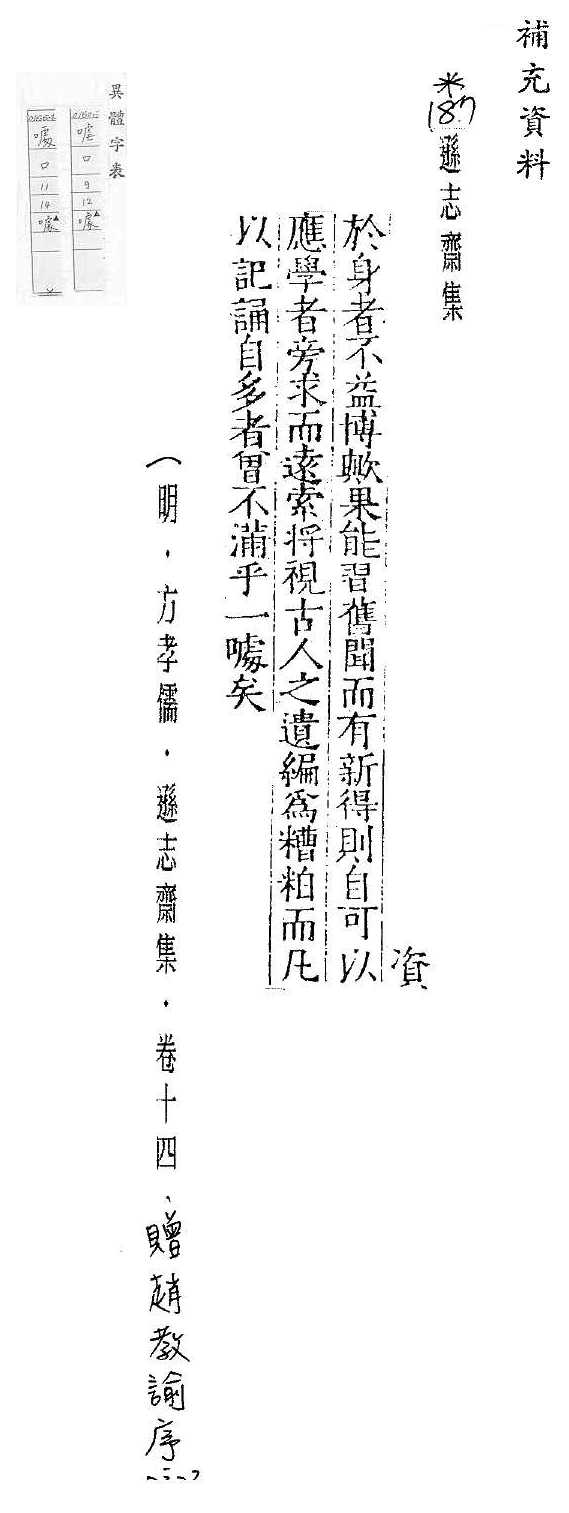 補充資料
※
187
遜志齋集
資
於身者不益博歟果能習舊聞而有新得則自可以
應學者旁求而遠索将視古人之遺編為糟粕而凡
以記誦自多者曾不滿乎一噱矣
（明．方孝孺．遜志齋集．卷十四、贈趙教諭序
異體字表
口
9
12
噱
噱
口
11
14
噱